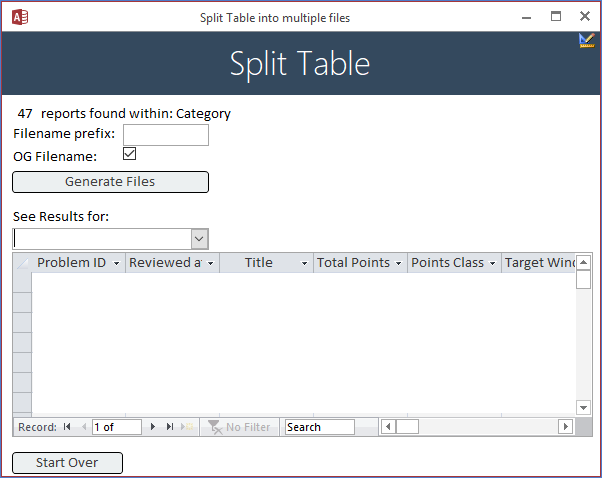 Split Table into multiple files
Split Table
47 reports found within: Category
Filename prefix:
OG Filename:
Generate Files
See Results for:
Problem ID Reviewed a Title Total Points Points Class Target Wind
Record: 1 of No Filter Search
Start Over